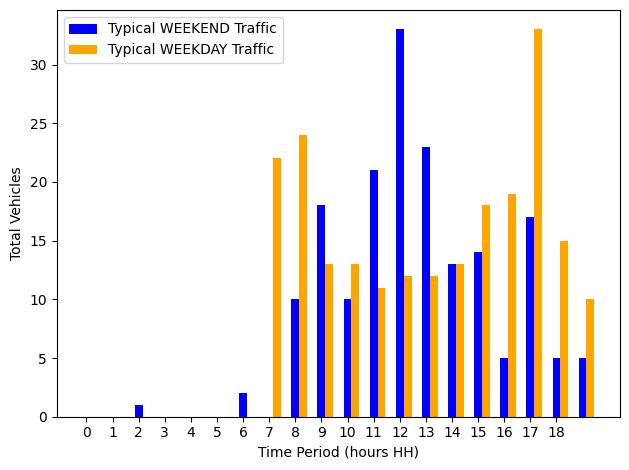 Typical WEEKEND Traffic
Typical WEEKDAY Traffic
Total Vehicles
30
25
20
15
10
5
0
0 1 2 3 4 5 6 7 8 9 10 11 12 13 14 15 16 17 18
Time Period (hours HH)